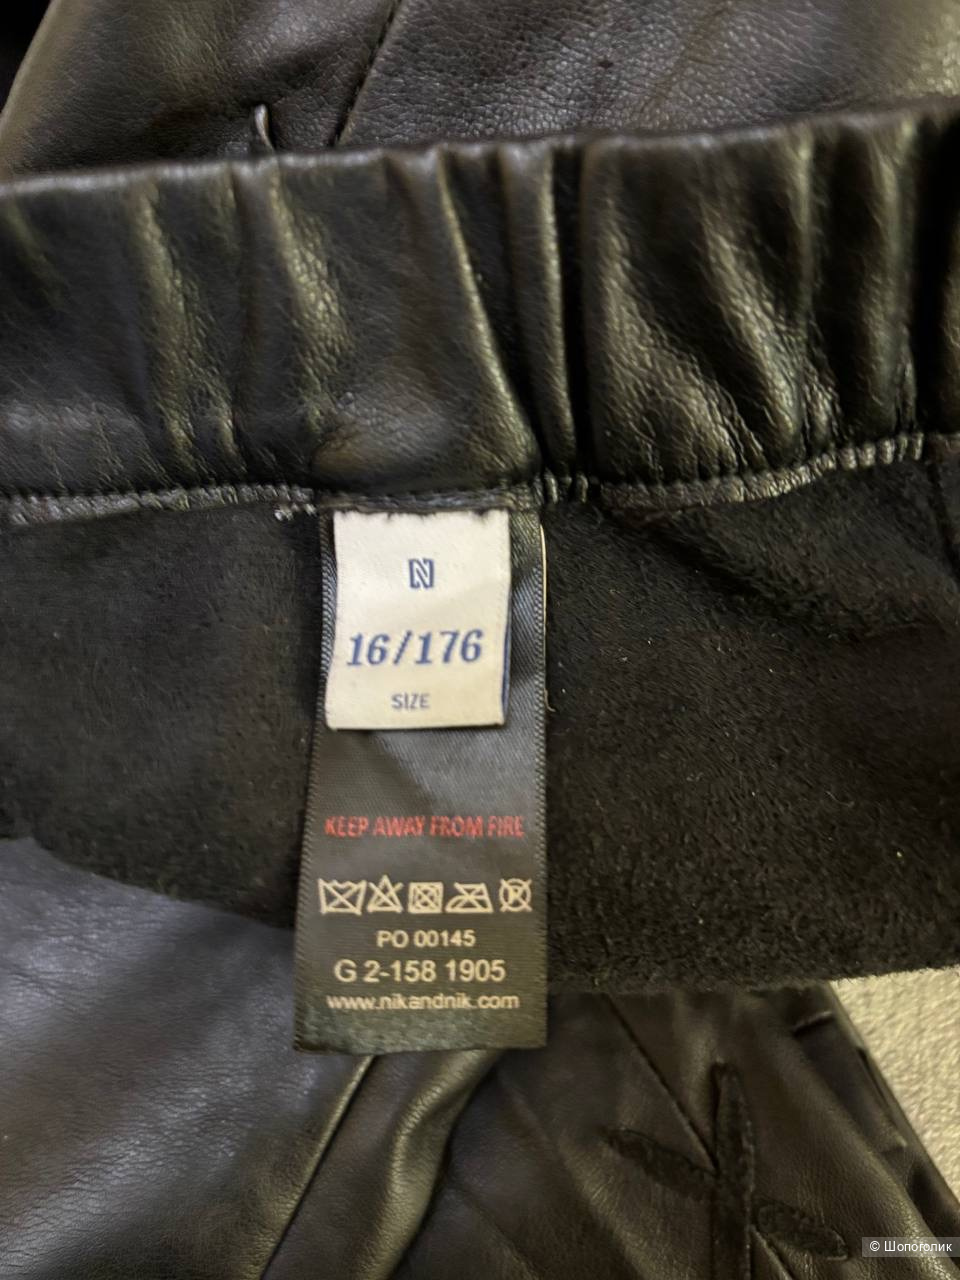 N
16/176
SIZE
KEEP AWAY FROM FIRE
PO 00145
G 2-158 1905
www.nikandnik.com
© Шопоголик